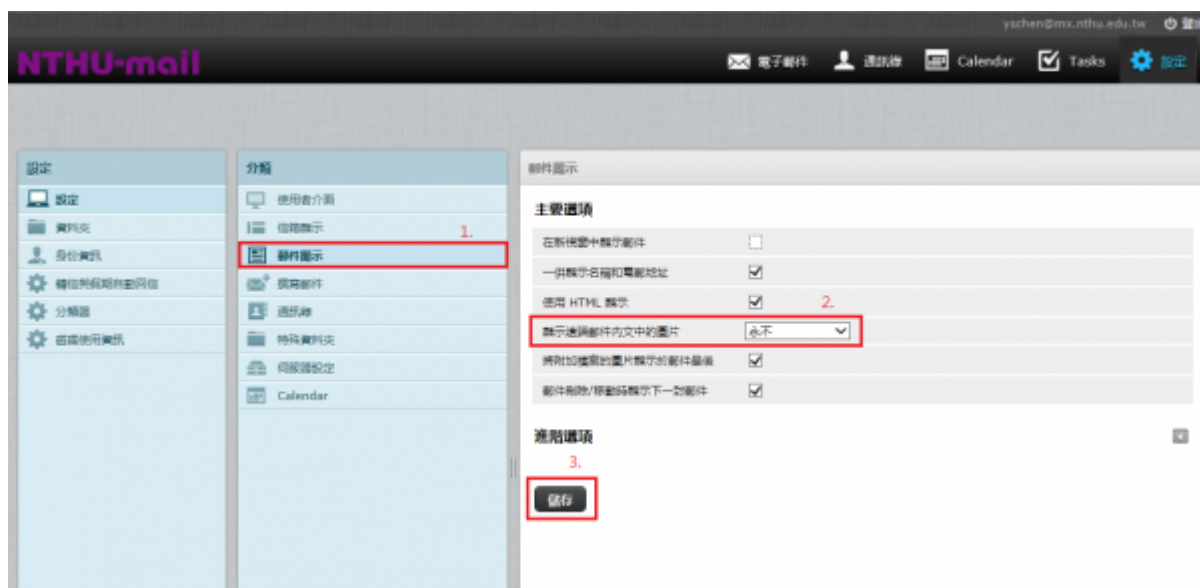 yschen@mx.nthu.edu.tw
NTHU-mail
電子郵件 通訊錄 Calendar Tasks 設定
設定
設定
資料夾
身份資訊
轉信與假期自動回信
分類器
磁碟使用資訊
分類
使用者介面
信箱顯示
1.
郵件圖示
撰寫郵件
通訊錄
特殊資料夾
伺服器設定
Calendar
郵件圖示
主要選項
在新視窗中顯示郵件
一併顯示名稱和電郵地址
使用 HTML 顯示
2.
顯示遠端郵件內文中的圖片 永不
將附加檔案的圖片顯示於郵件最後
郵件刪除/移動時顯示下一封郵件
進階選項
3.
儲存